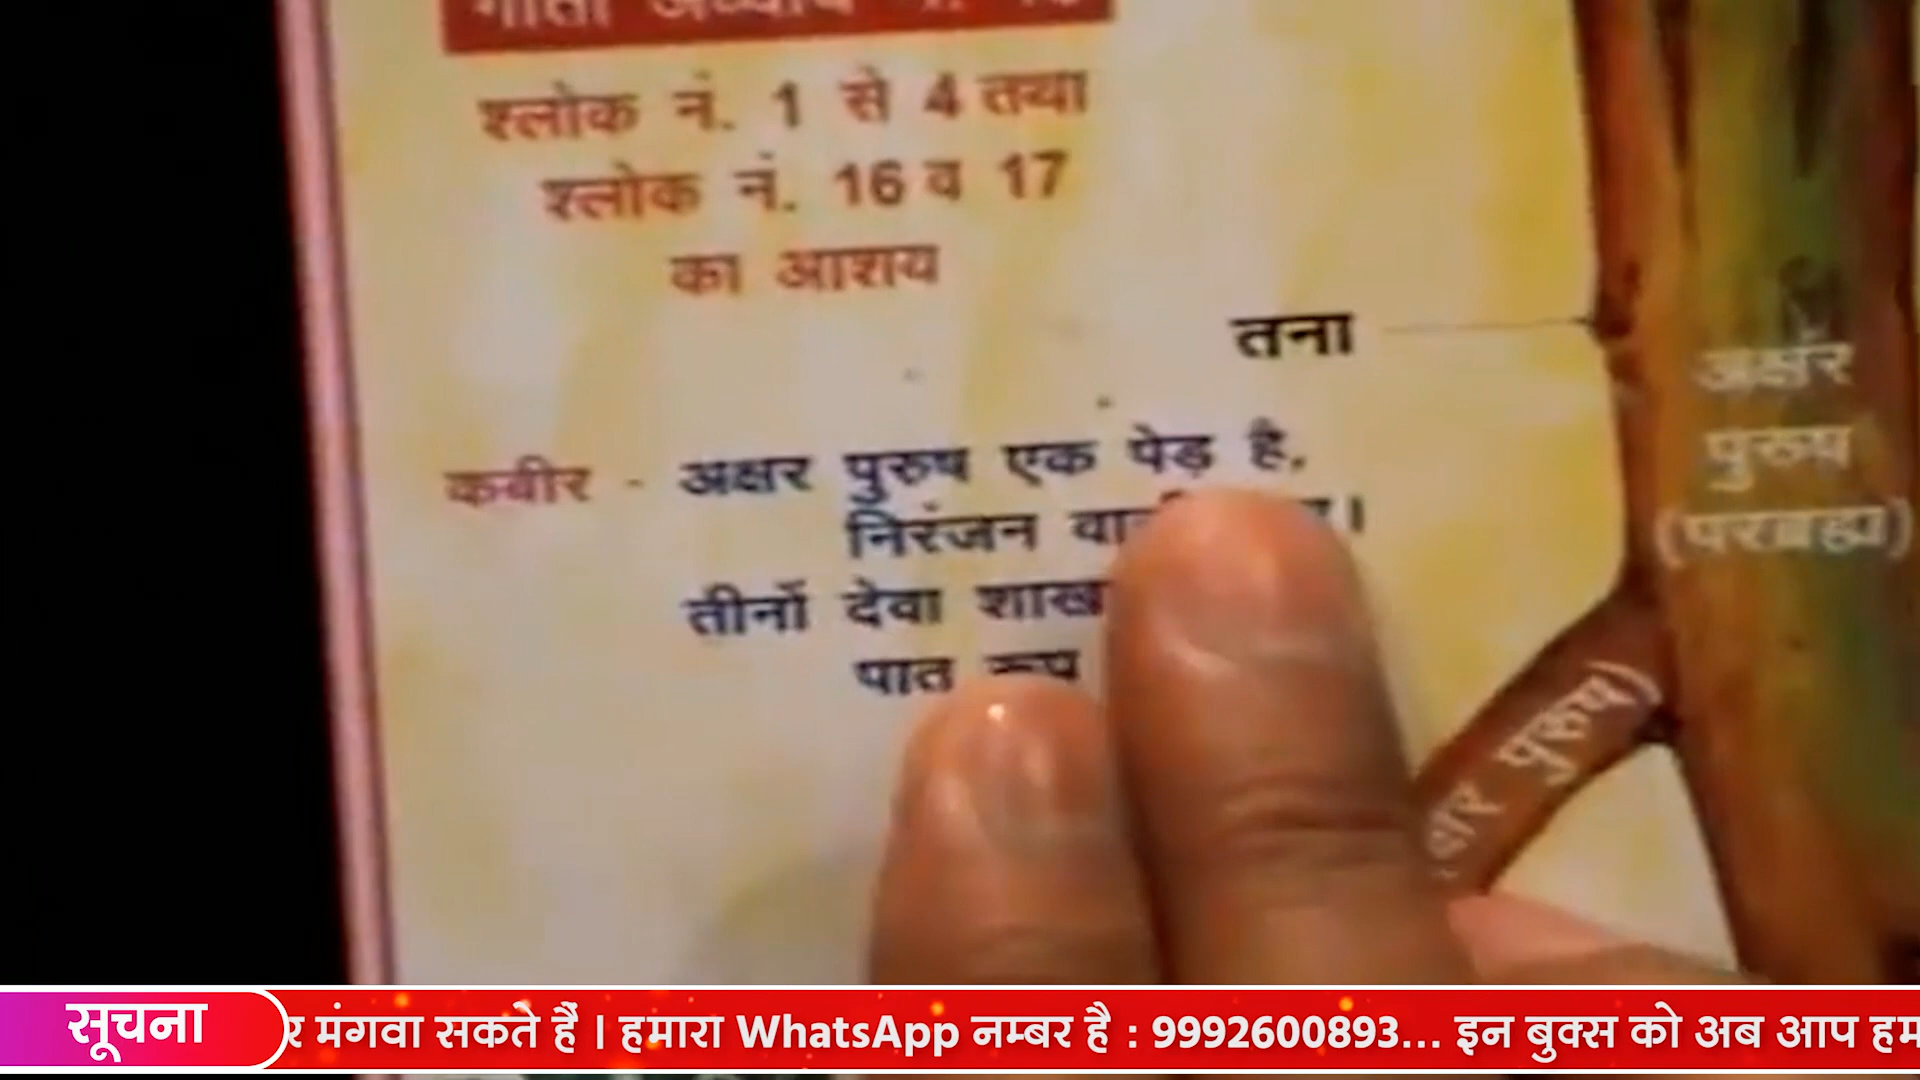 गीता अध्याय नं.
श्लोक नं. 1 से 4 तथा
श्लोक नं. 16 व 17
का आशय
तना
कबीर - अक्षर पुरुष एक पेड़ है,
निरंजन
तीनों देवा
पात रूप
अक्षर
पुरुष
(परब्रह्म)
पुरुष)
सूचना
र मंगवा सकते हैं । हमारा WhatsApp नम्बर है : 9992600893... इन बुक्स को अब आप हम